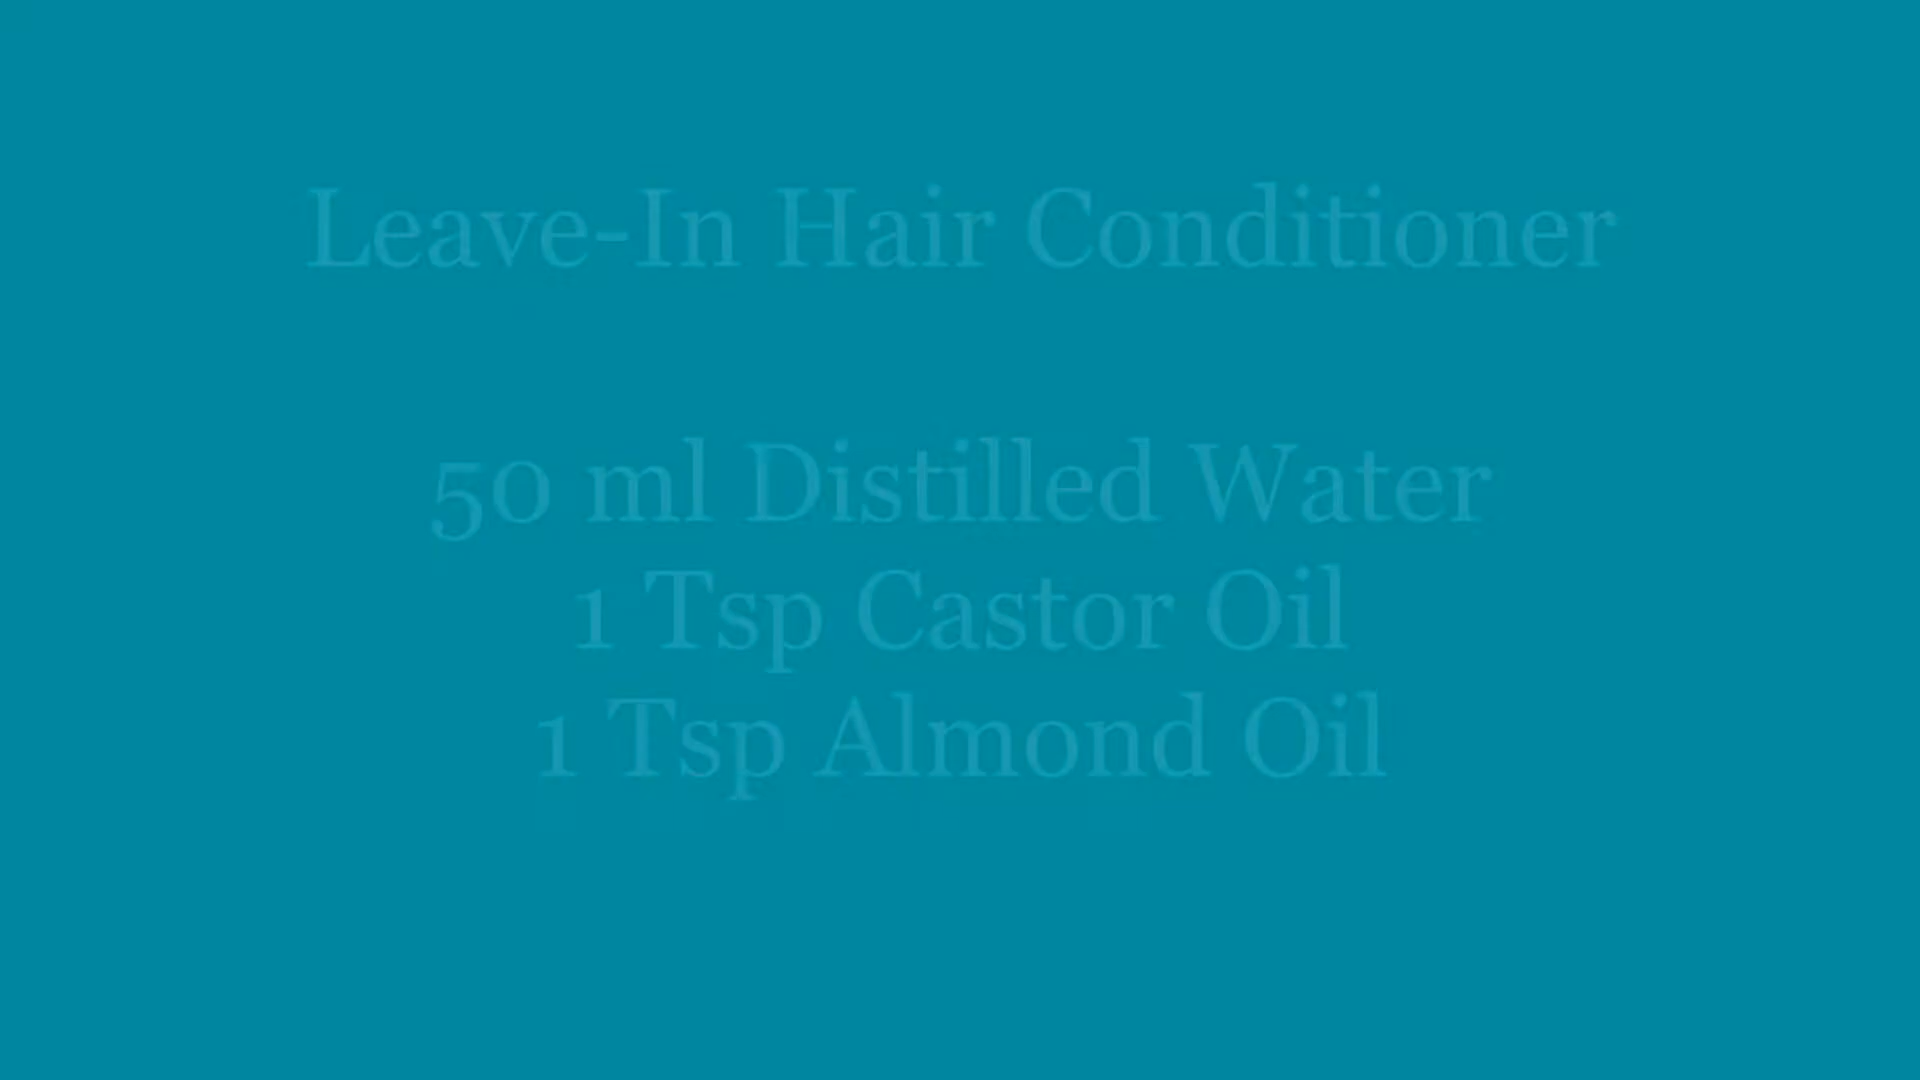 Leave-In Hair Conditioner
50 ml Distilled Water
1 Tsp Castor Oil
1 Tsp Almond Oil